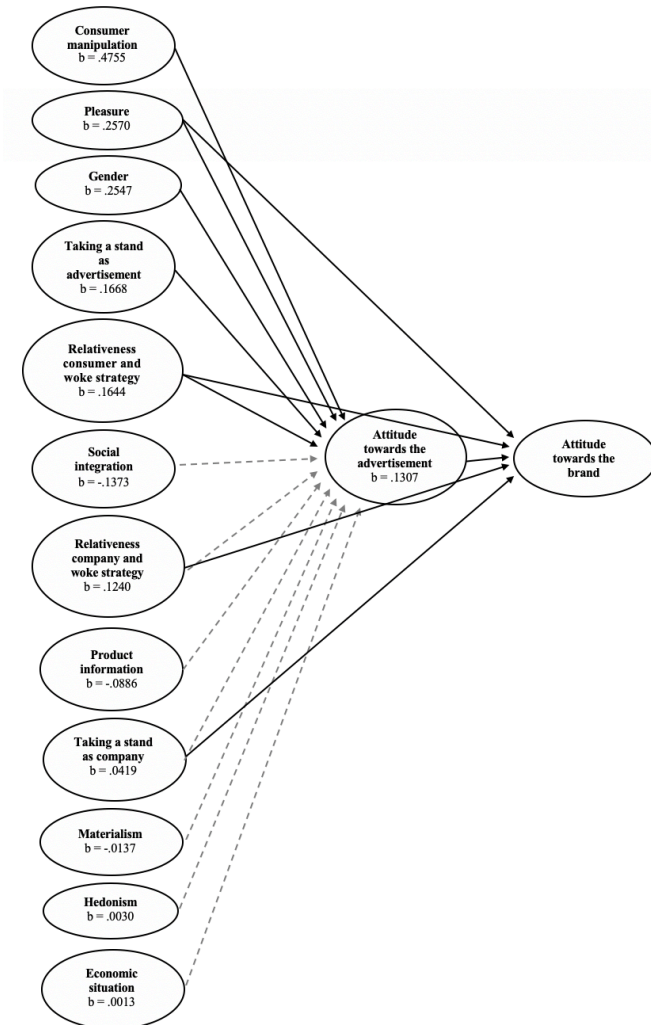 Consumer
manipulation
b = .4755
Pleasure
b = .2570
Gender
b = .2547
Taking a stand
as
advertisement
b = .1668
Relativeness
consumer and
woke strategy
b = .1644
Social
integration
b = -.1373
Relativeness
company and
woke strategy
b = .1240
Product
information
b = -.0886
Taking a stand
as company
b = .0419
Materialism
b = -.0137
Hedonism
b = .0030
Economic
situation
b = .0013
Attitude
towards the
advertisement
b = .1307
Attitude
towards the
brand